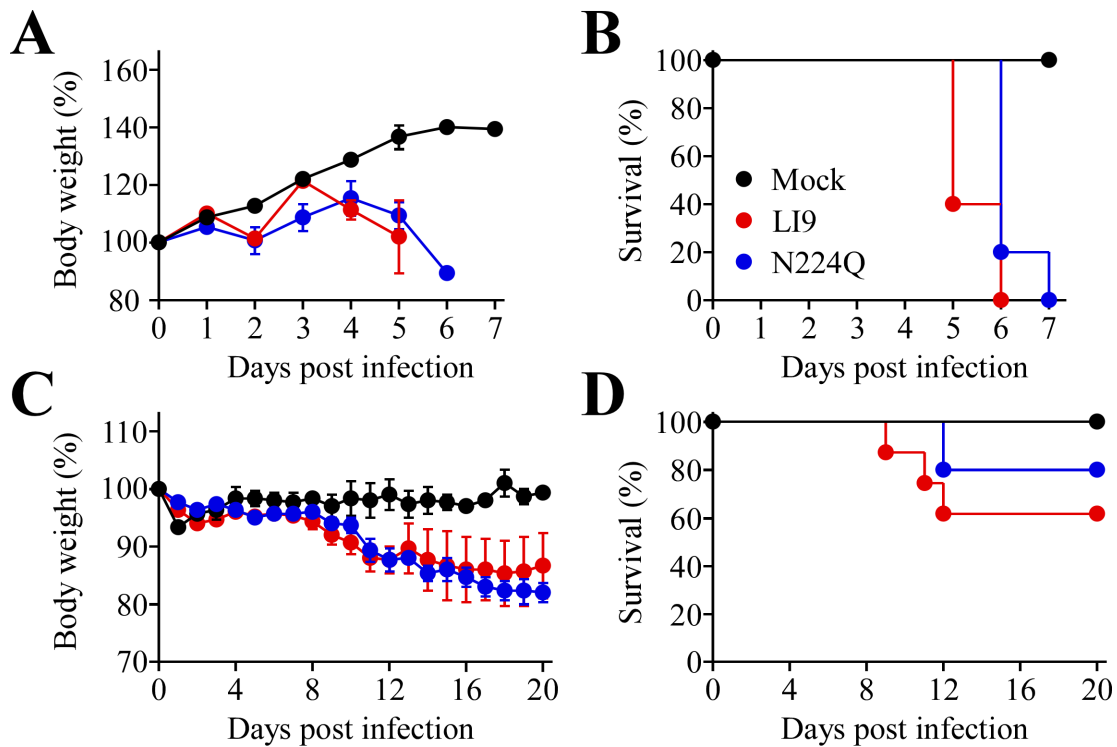 A
Body weight (%)
160
140
120
100
80
0 1 2 3 4 5 6 7
Days post infection
B
Survival (%)
100
80
60
40
20
0
Mock
LI9
N224Q
0 1 2 3 4 5 6 7
Days post infection
C
Body weight (%)
110
100
90
80
70
0 4 8 12 16 20
Days post infection
D
Survival (%)
100
80
60
40
20
0
0 4 8 12 16 20
Days post infection